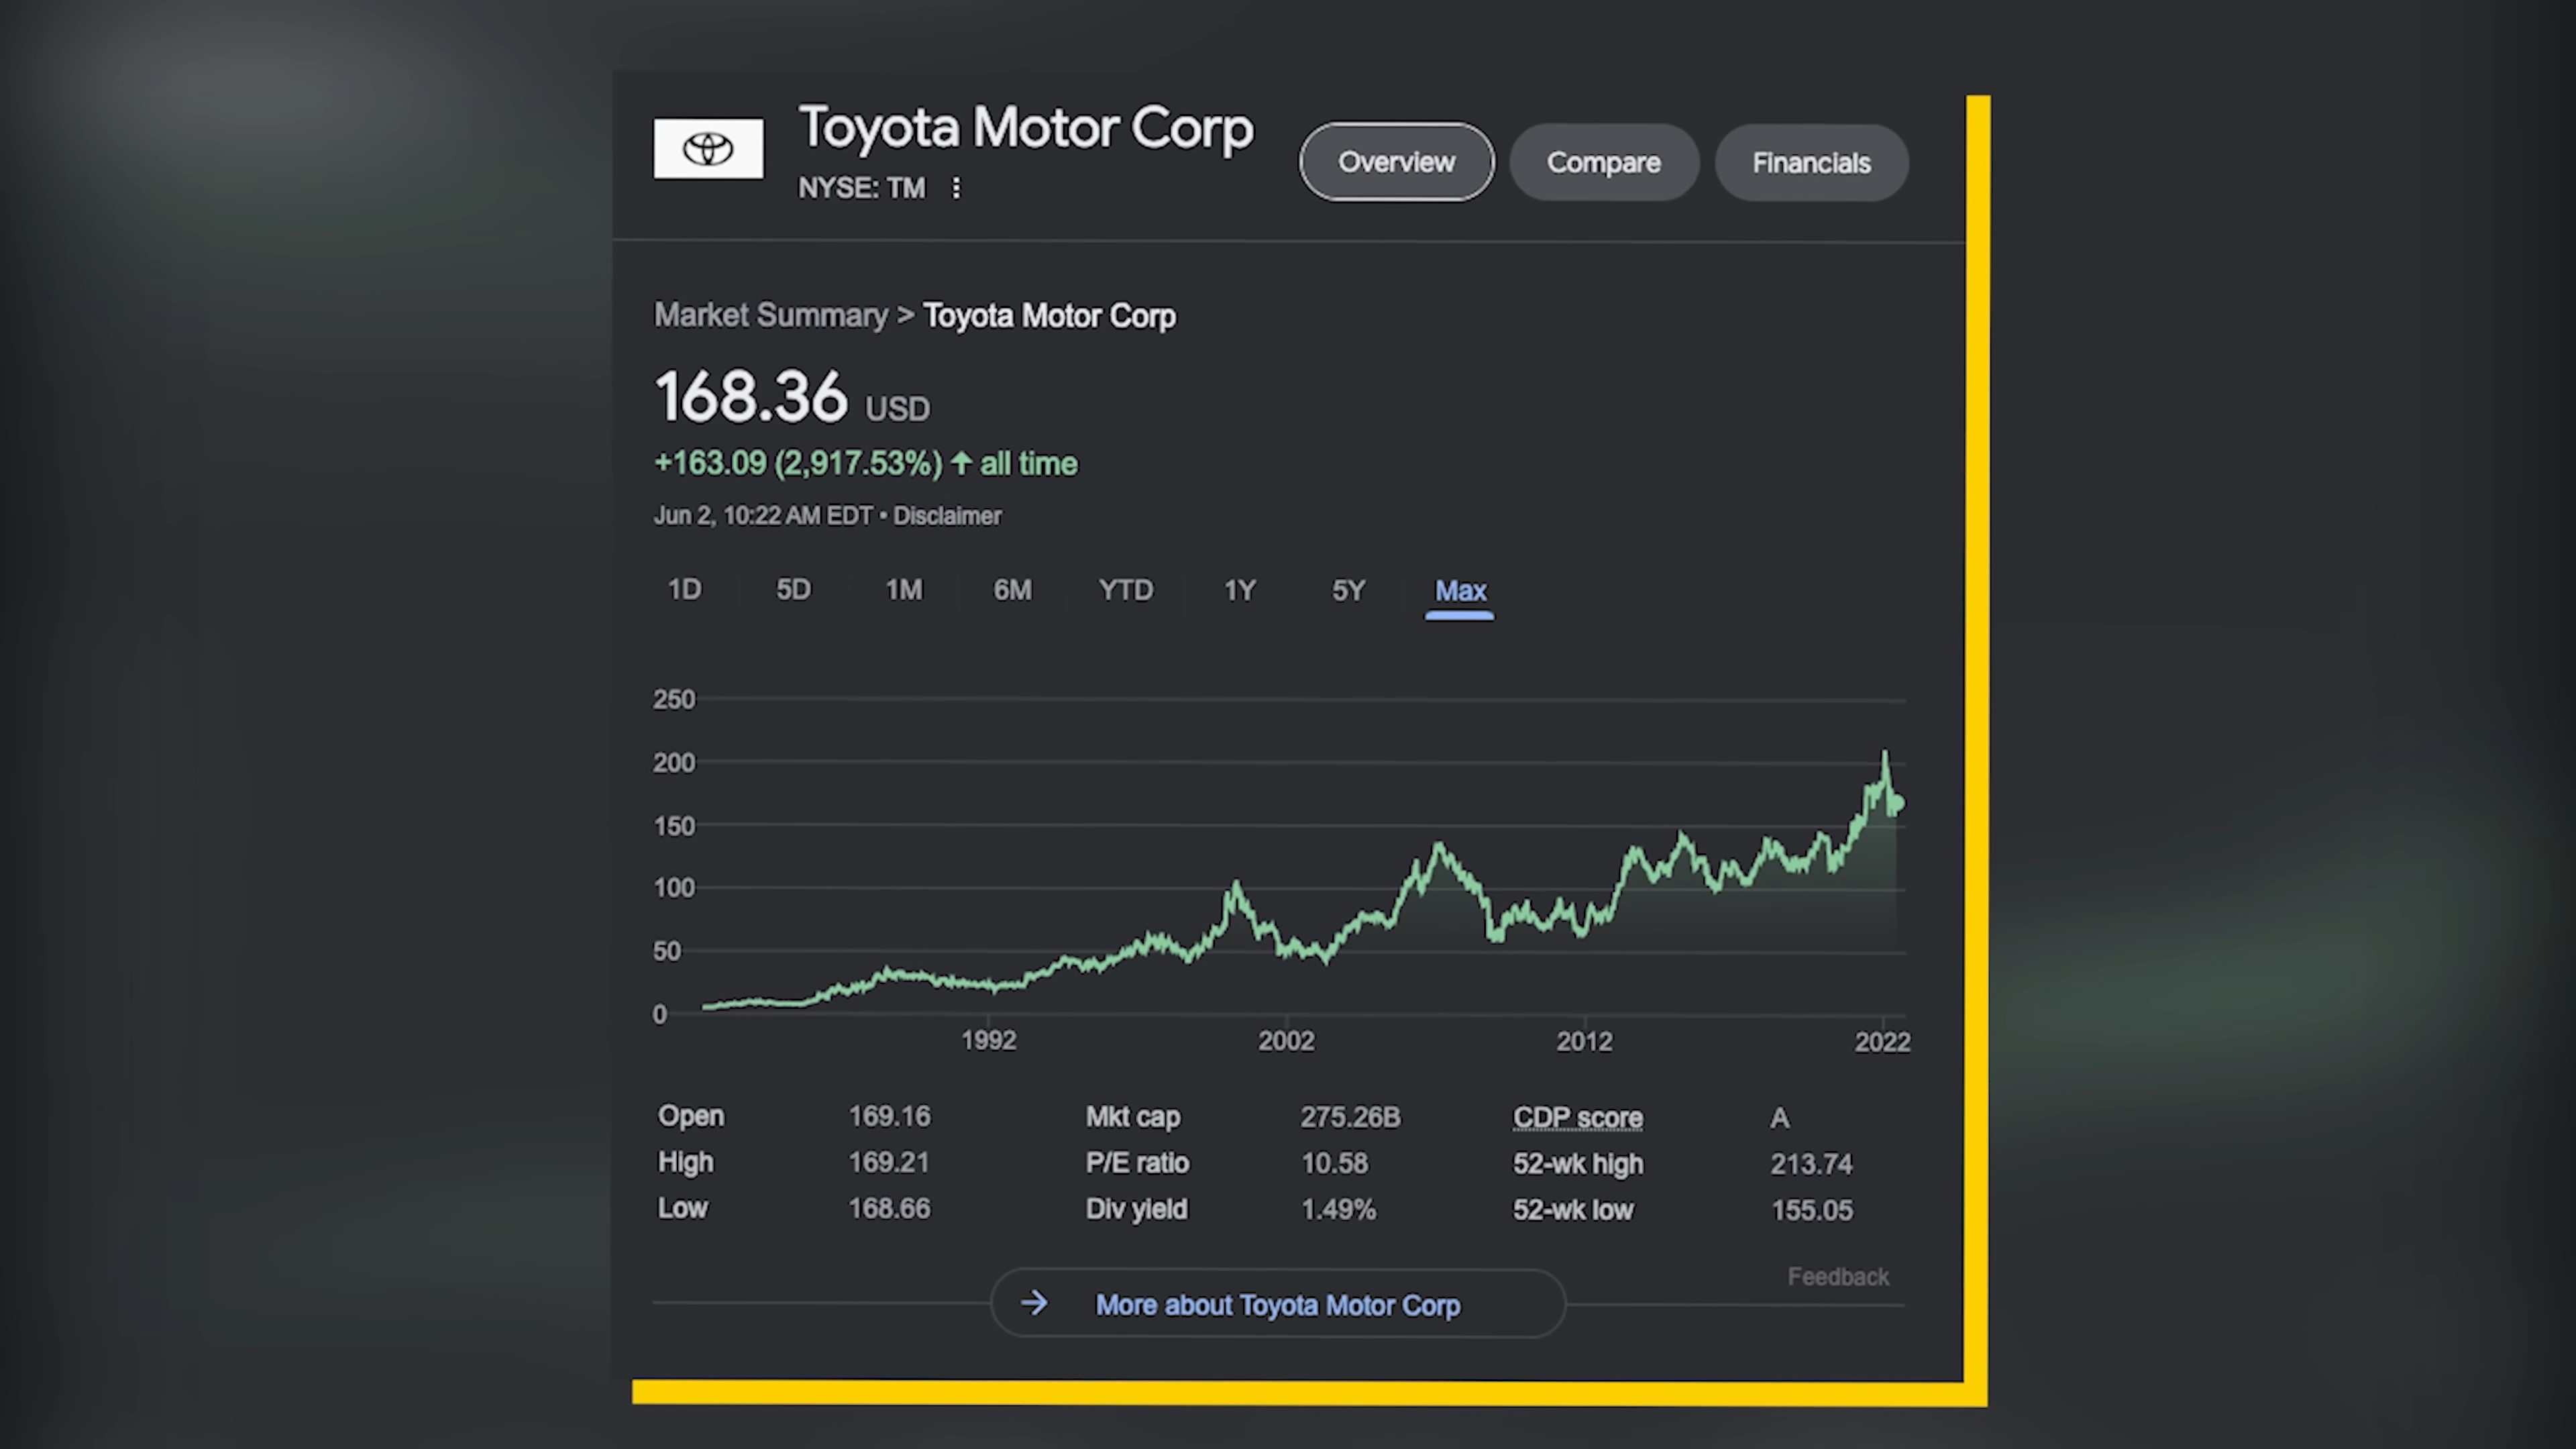 Toyota Motor Corp
NYSE: TM
Overview
Compare
Financials
Market Summary > Toyota Motor Corp
168.36 USD
+163.09 (2,917.53%) ↑ all time
Jun 2, 10:22 AM EDT • Disclaimer
1D 5D 1M 6M YTD 1Y 5Y Max
250
200
150
100
50
0
1992 2002 2012 2022
Open 169.16 Mkt cap 275.26B CDP score A
High 169.21 P/E ratio 10.58 52-wk high 213.74
Low 168.66 Div yield 1.49% 52-wk low 155.05
Feedback
→ More about Toyota Motor Corp